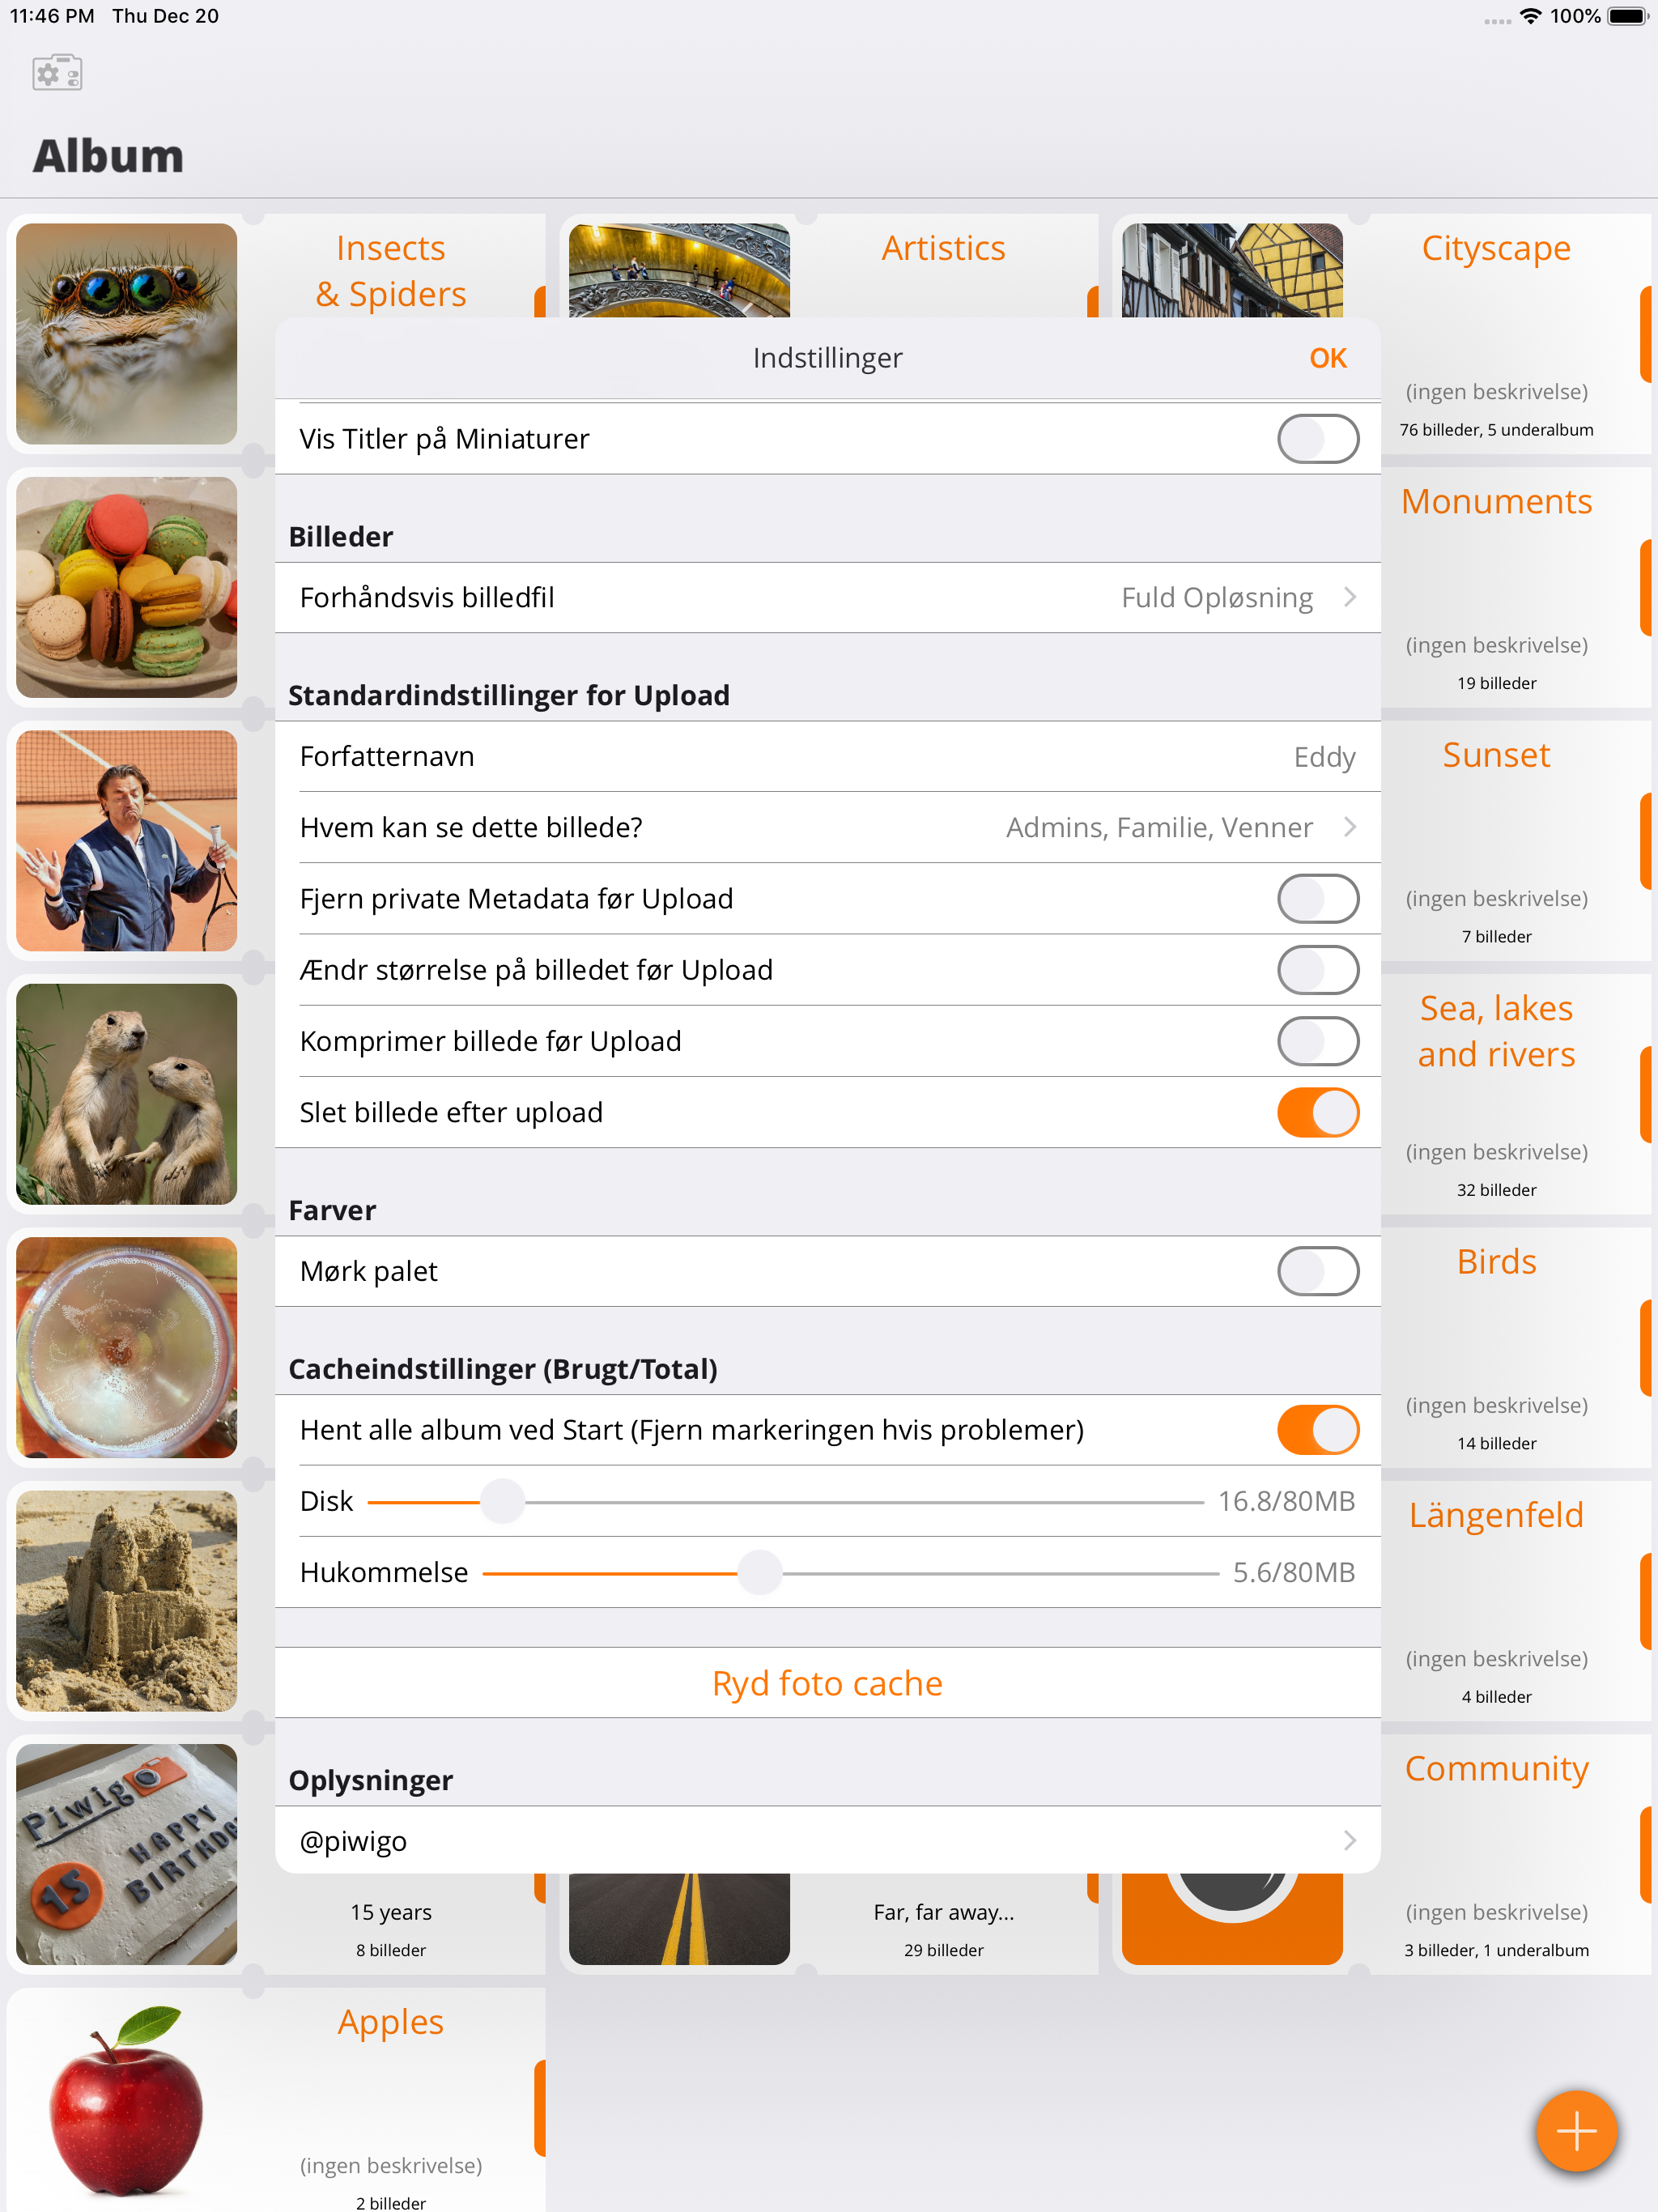 11:46 PM Thu Dec 20
100%
Album
Insects
& Spiders
Artistics
Cityscape
(ingen beskrivelse)
76 billeder, 5 underalbum
Indstillinger
OK
Vis Titler på Miniaturer
Billeder
Forhåndsvis billedfil
Fuld Opløsning
Standardindstillinger for Upload
Forfatternavn
Eddy
Hvem kan se dette billede?
Admins, Familie, Venner
Fjern private Metadata før Upload
Ændr størrelse på billedet før Upload
Komprimer billede før Upload
Slet billede efter upload
Farver
Mørk palet
Cacheindstillinger (Brugt/Total)
Hent alle album ved Start (Fjern markeringen hvis problemer)
Disk
16.8/80MB
Hukommelse
5.6/80MB
Ryd foto cache
Oplysninger
@piwigo
Monuments
(ingen beskrivelse)
19 billeder
Sunset
(ingen beskrivelse)
7 billeder
Sea, lakes
and rivers
(ingen beskrivelse)
32 billeder
Birds
(ingen beskrivelse)
14 billeder
Längenfeld
(ingen beskrivelse)
4 billeder
Piwigo
HAPPY
15
15 years
8 billeder
Far, far away...
29 billeder
Community
(ingen beskrivelse)
3 billeder, 1 underalbum
Apples
(ingen beskrivelse)
2 billeder